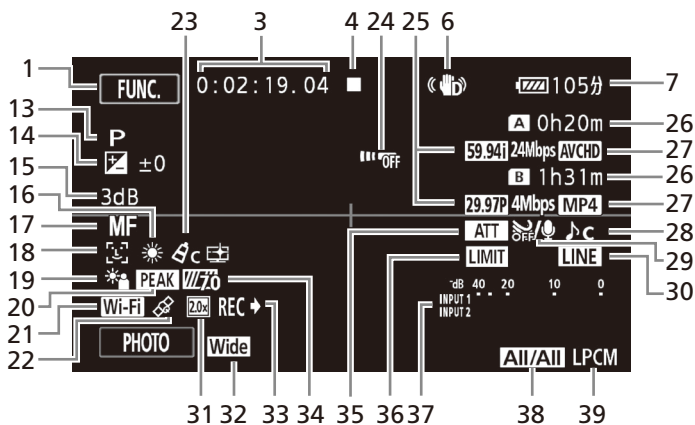 23 3 4 24 25 6
1 FUNC. 0:02:19.04 105分 7
13 P A 0h20m 26
14 ±0 OFF 59.94i 24Mbps AVCHD 27
15 3dB B 1h31m 26
16 29.97P 4Mbps MP4 27
17 MF ATT OFF/ ♪C 28
18 C LIMIT LINE 29
19 PEAK 70 30
20 -dB 40 20 10 0
21 Wi-Fi 2.0x REC INPUT 1
22 INPUT 2
PHOTO Wide All/All LPCM
31 32 33 34 35 36 37 38 39